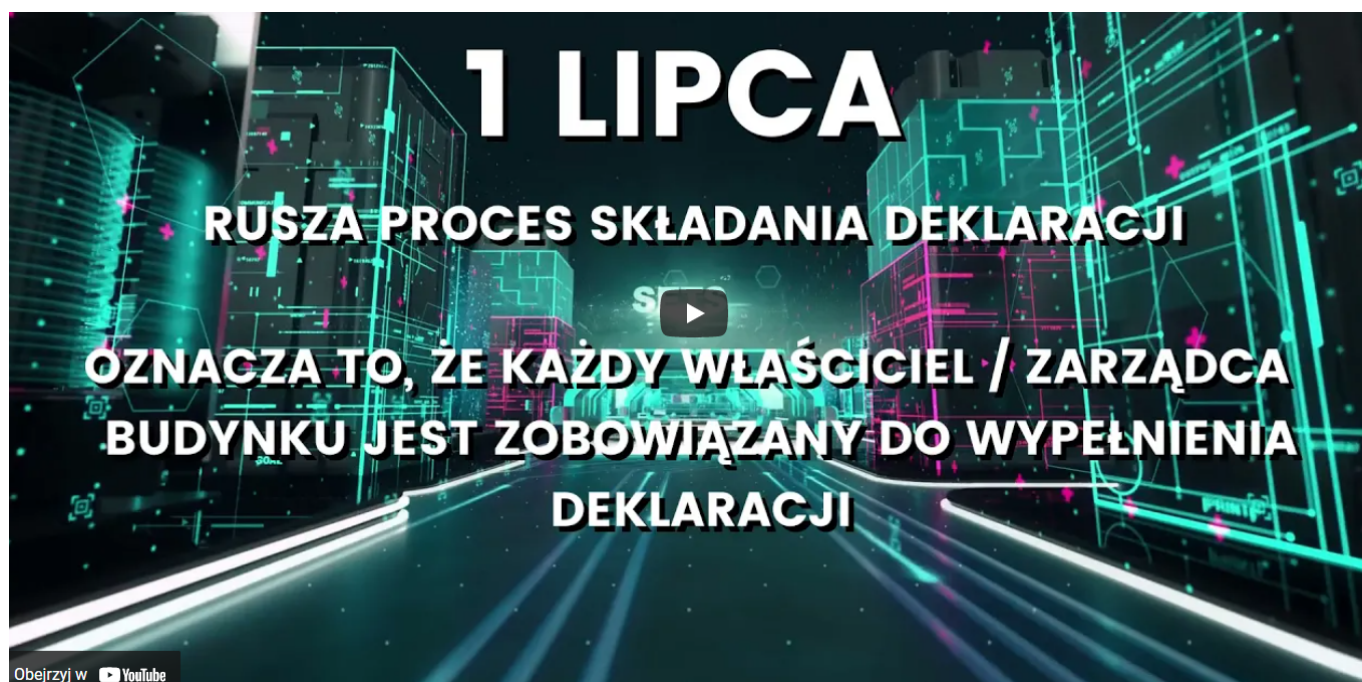 1 LIPCA
RUSZA PROCES SKŁADANIA DEKLARACJI
OZNACZA TO, ŻE KAŻDY WŁAŚCICIEL / ZARZĄDCA
BUDYNKU JEST ZOBOWIĄZANY DO WYPEŁNIENIA
DEKLARACJI
Obejrzyj w YouTube